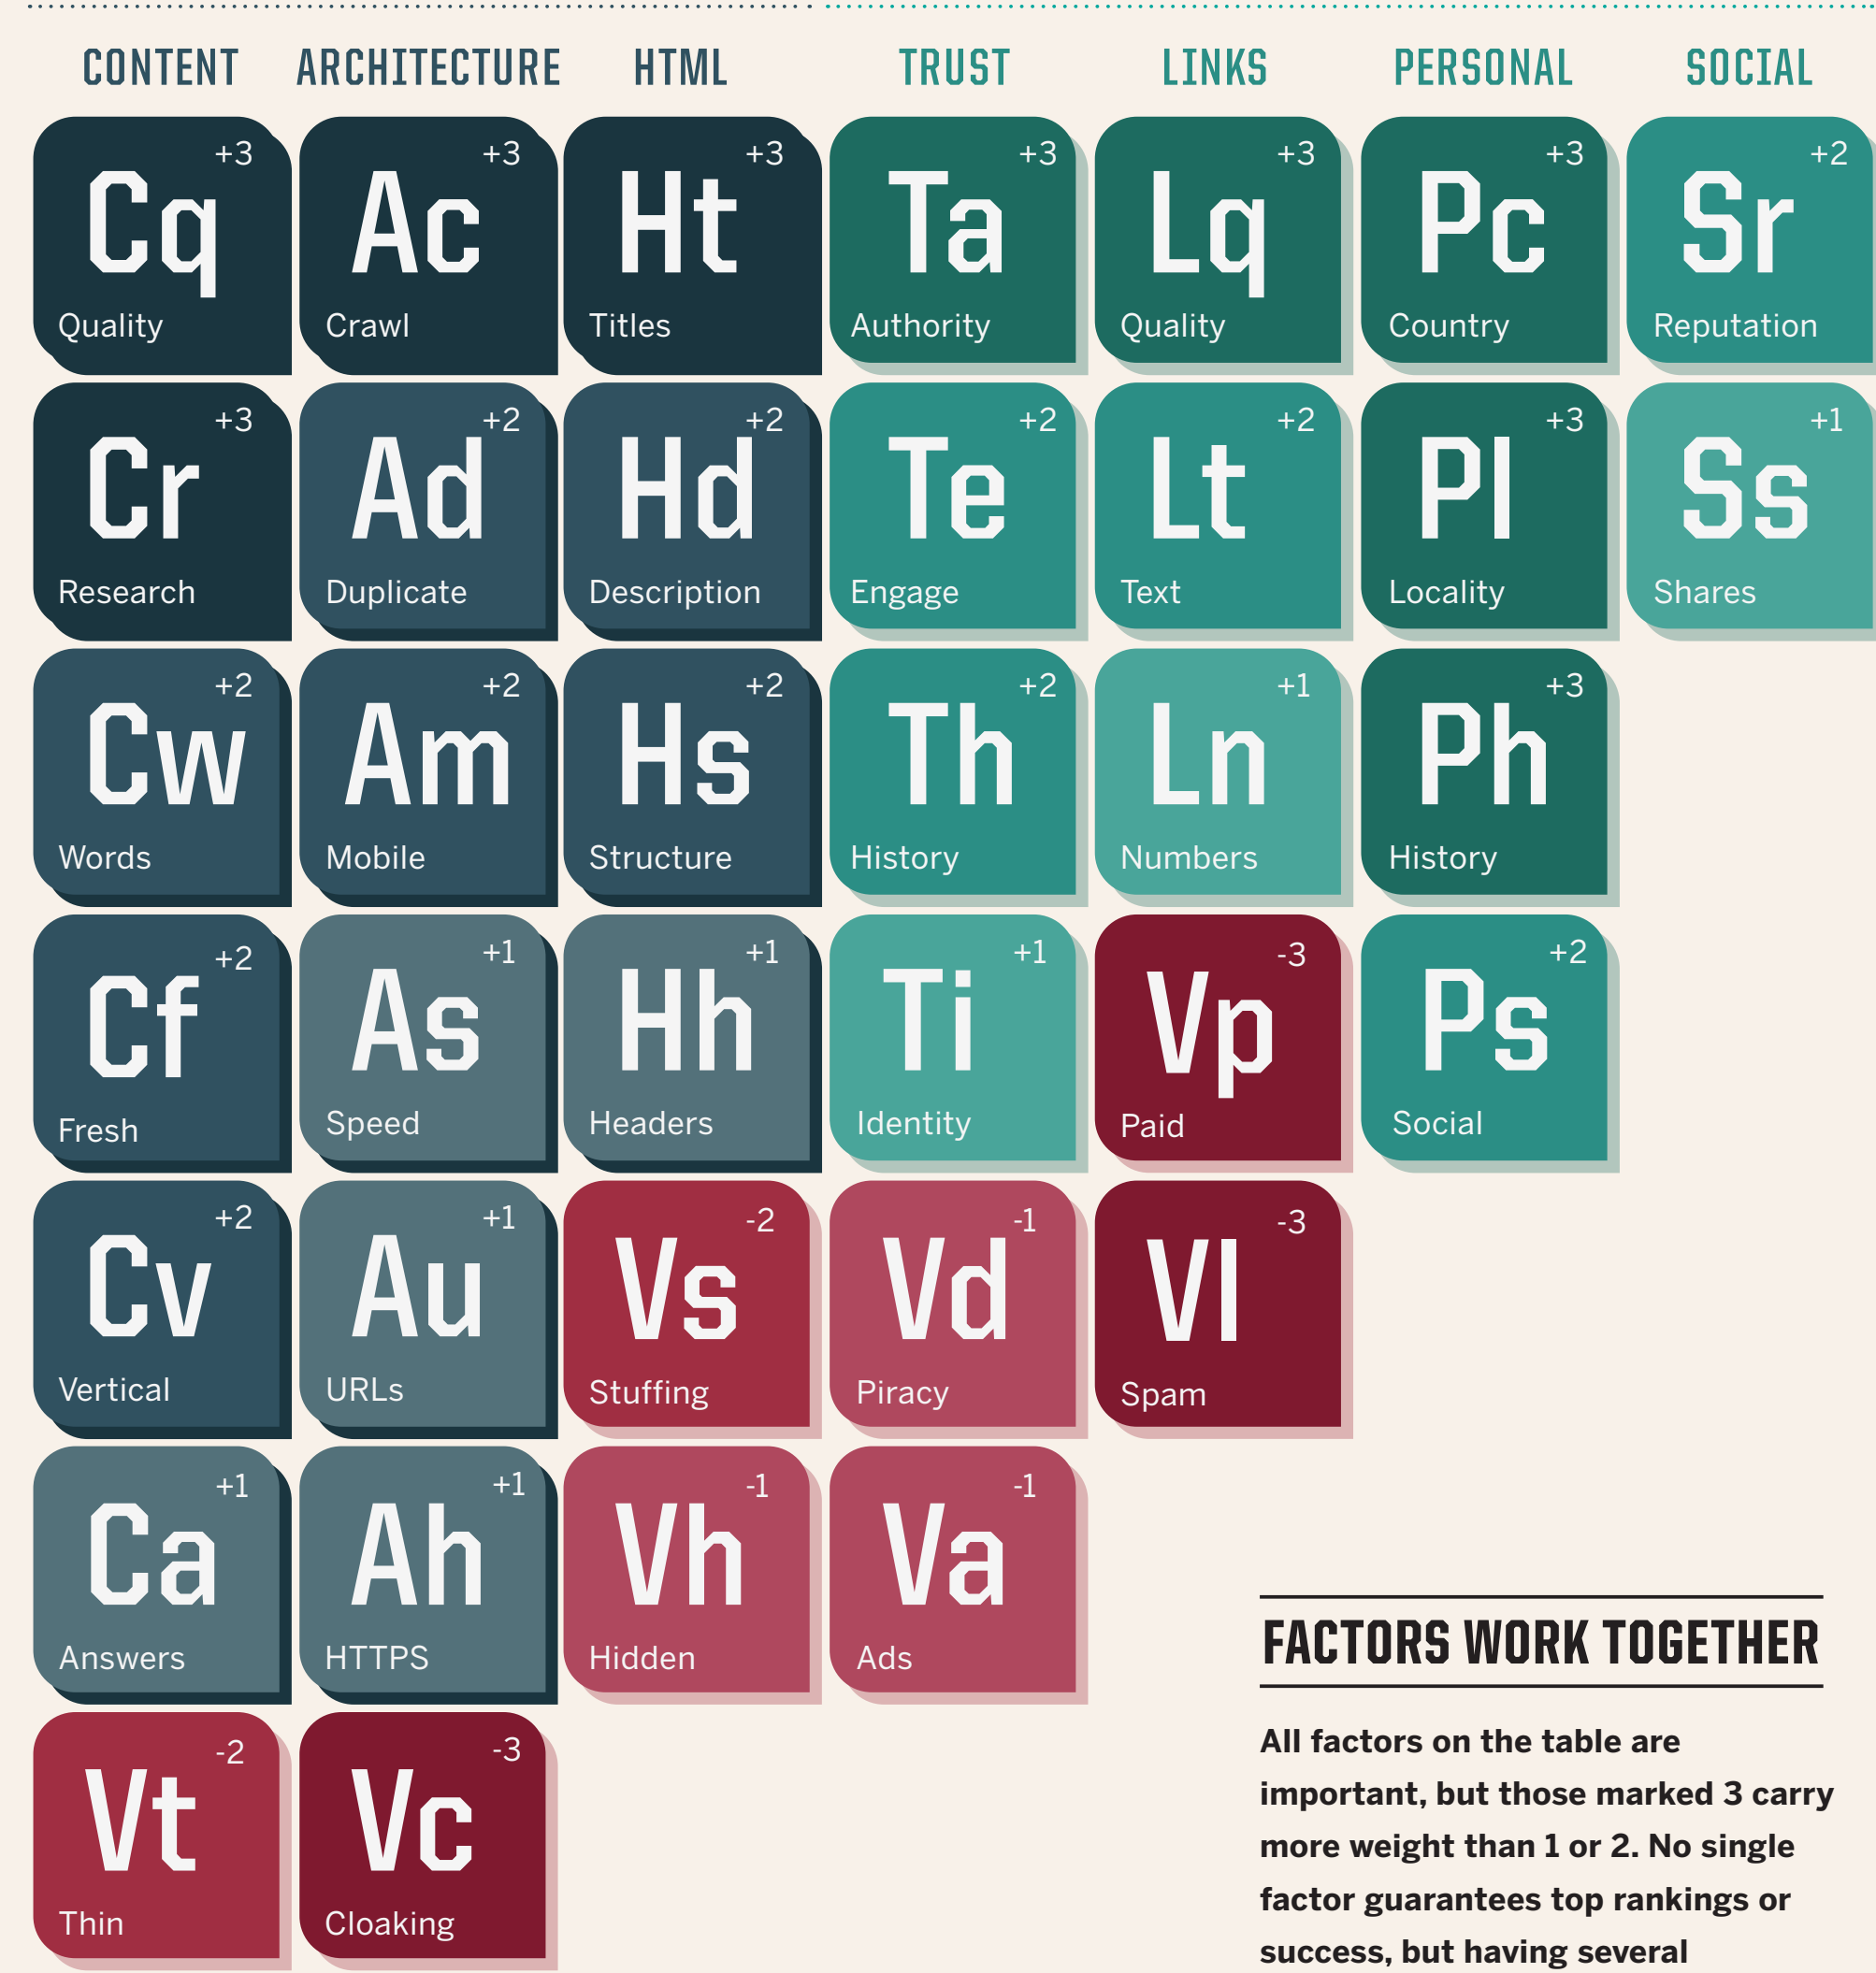 CONTENT ARCHITECTURE HTML TRUST LINKS PERSONAL SOCIAL
+3 +3 +3 +3 +3 +3 +2
Cq Ac Ht Ta Lq Pc Sr
Quality Crawl Titles Authority Quality Country Reputation
+3 +2 +2 +2 +2 +3 +1
Cr Ad Hd Te Lt Pl Ss
Research Duplicate Description Engage Text Locality Shares
+2 +2 +2 +2 +1 +3
Cw Am Hs Th Ln Ph
Words Mobile Structure History Numbers History
+2 +1 +1 +1 -3 +2
Cf As Hh Ti Vp Ps
Fresh Speed Headers Identity Paid Social
+2 +1 -2 -1 -3
Cv Au Vs Vd Vl
Vertical URLs Stuffing Piracy Spam
+1 +1 -1 -1
Ca Ah Vh Va
Answers HTTPS Hidden Ads
-2 -3
Vt Vc
Thin Cloaking
FACTORS WORK TOGETHER
All factors on the table are
important, but those marked 3 carry
more weight than 1 or 2. No single
factor guarantees top rankings or
success, but having several